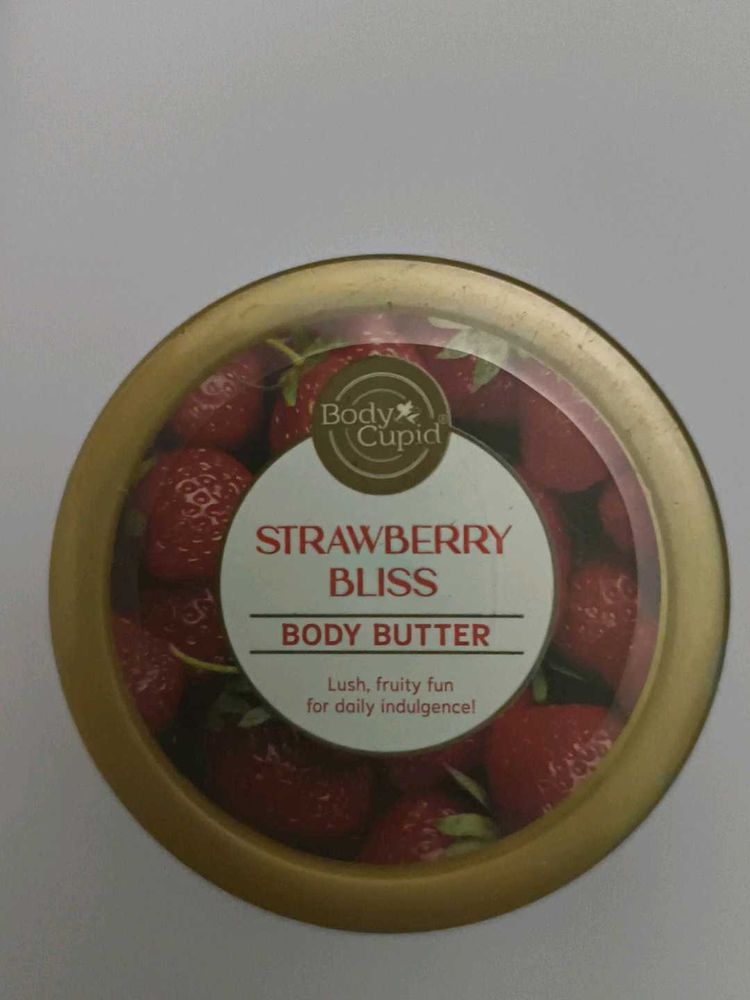 Body
Cupid®
STRAWBERRY
BLISS
BODY BUTTER
Lush, fruity fun
for daily indulgence!